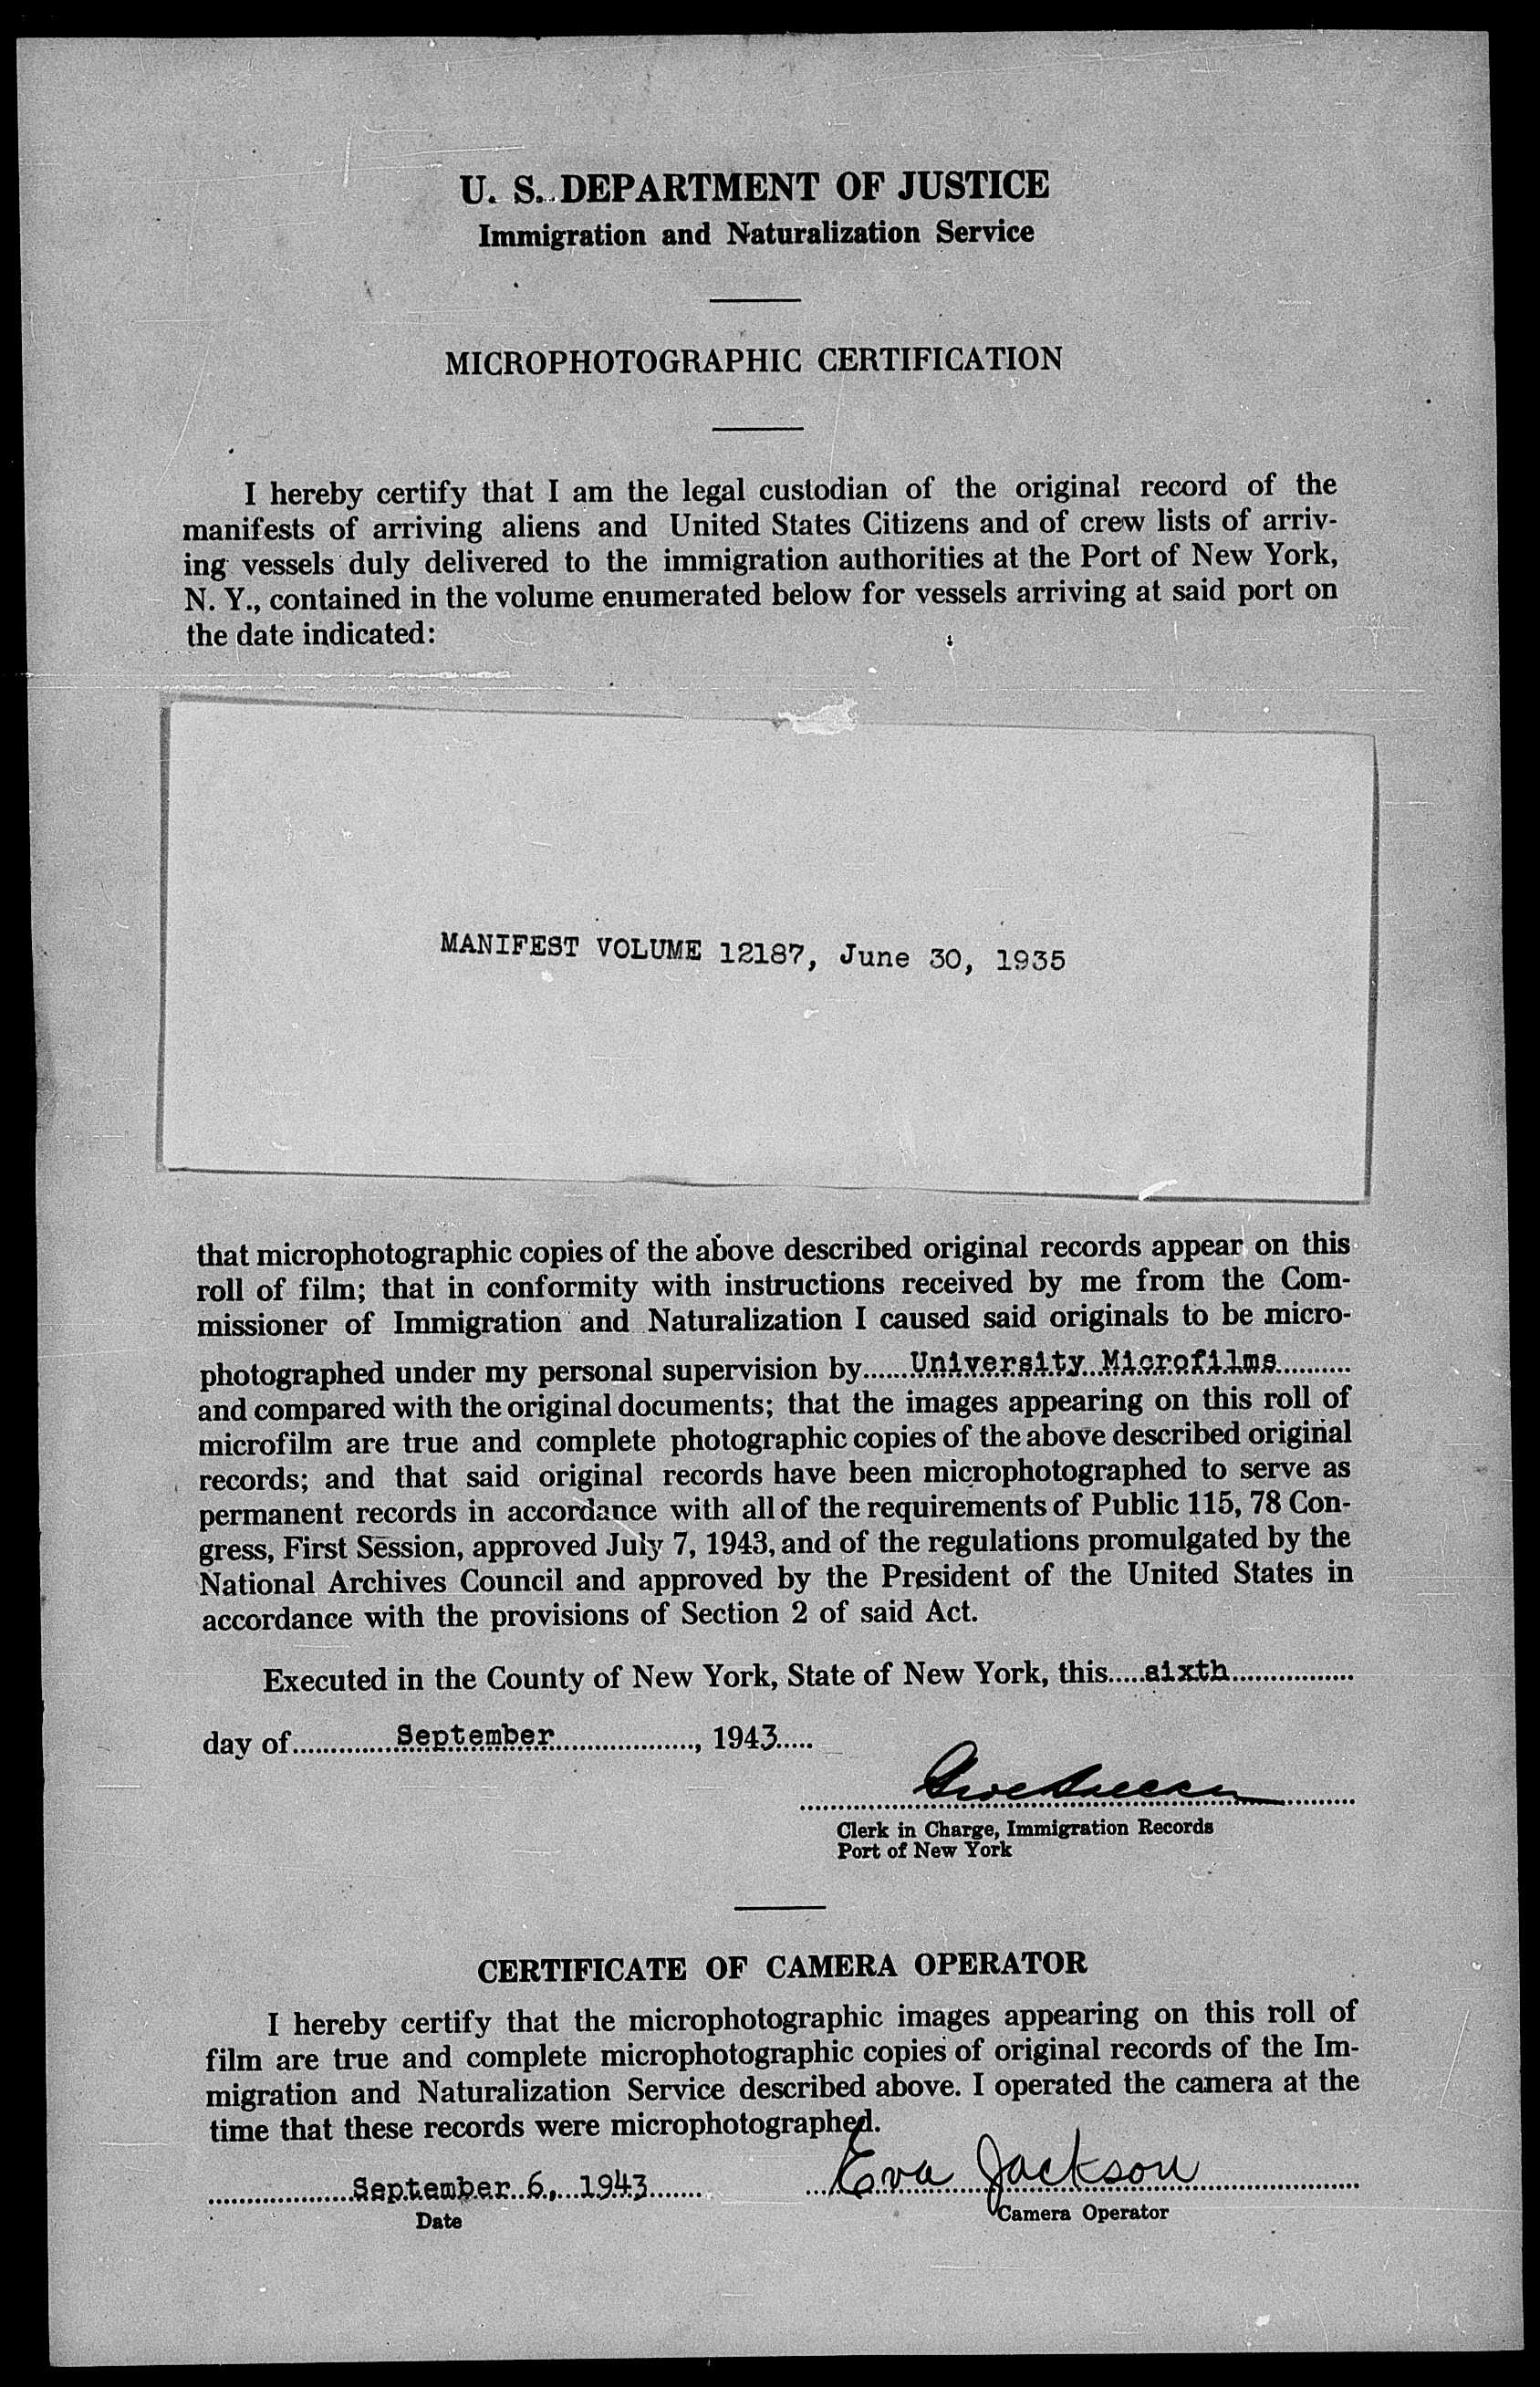 U. S. DEPARTMENT OF JUSTICE
Immigration and Naturalization Service
MICROPHOTOGRAPHIC CERTIFICATION
I hereby certify that I am the legal custodian of the original record of the
manifests of arriving aliens and United States Citizens and of crew lists of arriv-
ing vessels duly delivered to the immigration authorities at the Port of New York,
N. Y., contained in the volume enumerated below for vessels arriving at said port on
the date indicated:
MANIFEST VOLUME 12187, June 30, 1935
that microphotographic copies of the above described original records appear on this
roll of film; that in conformity with instructions received by me from the Com-
missioner of Immigration and Naturalization I caused said originals to be micro-
photographed under my personal supervision by......University Microfilms..........
and compared with the original documents; that the images appearing on this roll of
microfilm are true and complete photographic copies of the above described original
records; and that said original records have been microphotographed to serve as
permanent records in accordance with all of the requirements of Public 115, 78 Con-
gress, First Session, approved July 7, 1943, and of the regulations promulgated by the
National Archives Council and approved by the President of the United States in
accordance with the provisions of Section 2 of said Act.
Executed in the County of New York, State of New York, this.....sixth................
day of..............September..................., 1943.....
Clerk in Charge, Immigration Records
Port of New York
CERTIFICATE OF CAMERA OPERATOR
I hereby certify that the microphotographic images appearing on this roll of
film are true and complete microphotographic copies of original records of the Im-
migration and Naturalization Service described above. I operated the camera at the
time that these records were microphotographed.
September 6, 1943 Eva Jackson
Date Camera Operator